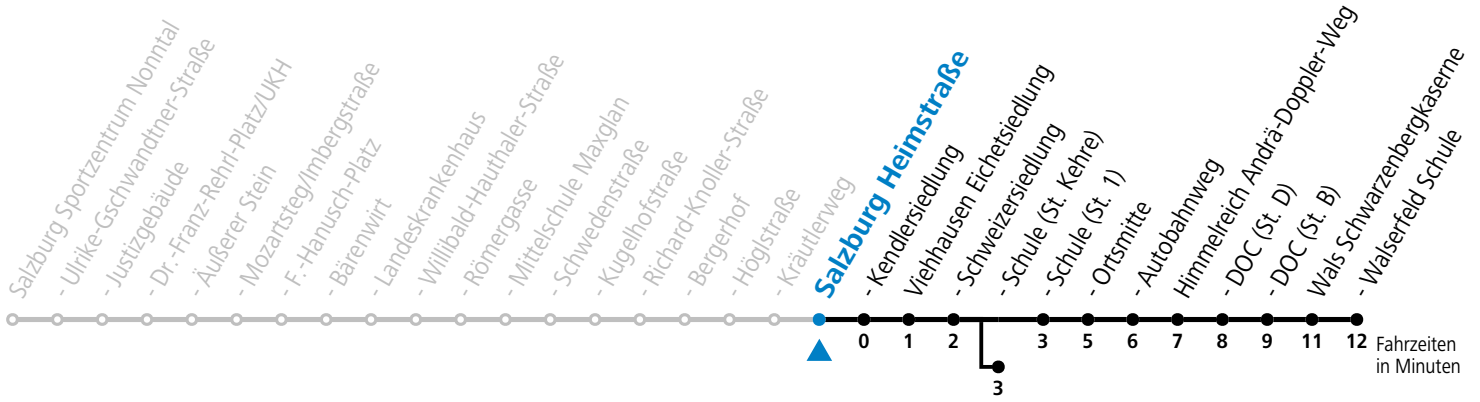 Salzburg Sportzentrum Nonntal
- Ulrike-Gschwandtner-Straße
- Justizgebäude
- Dr.-Franz-Rehrl-Platz/UKH
- Äußerer Stein
- Mozartsteg/Imbergstraße
- F.-Hanusch-Platz
- Bärenwirt
- Landeskrankenhaus
- Willibald-Hauthaler-Straße
- Römergasse
- Mittelschule Maxglan
- Schwedenstraße
- Kugelhofstraße
- Richard-Knoller-Straße
- Bergerhof
- Höglstraße
- Kräutlerweg
Salzburg Heimstraße
- Kendlersiedlung
Viehhausen Eichetsiedlung
- Schweizersiedlung
- Schule (St. Kehre)
- Schule (St. 1)
- Ortsmitte
- Autobahnweg
Himmelreich Andrä-Doppler-Weg
- DOC (St. D)
- DOC (St. B)
Wals Schwarzenbergkaserne
- Walserfeld Schule
0 1 2 3 5 6 7 8 9 11 12 Fahrzeiten
in Minuten
3